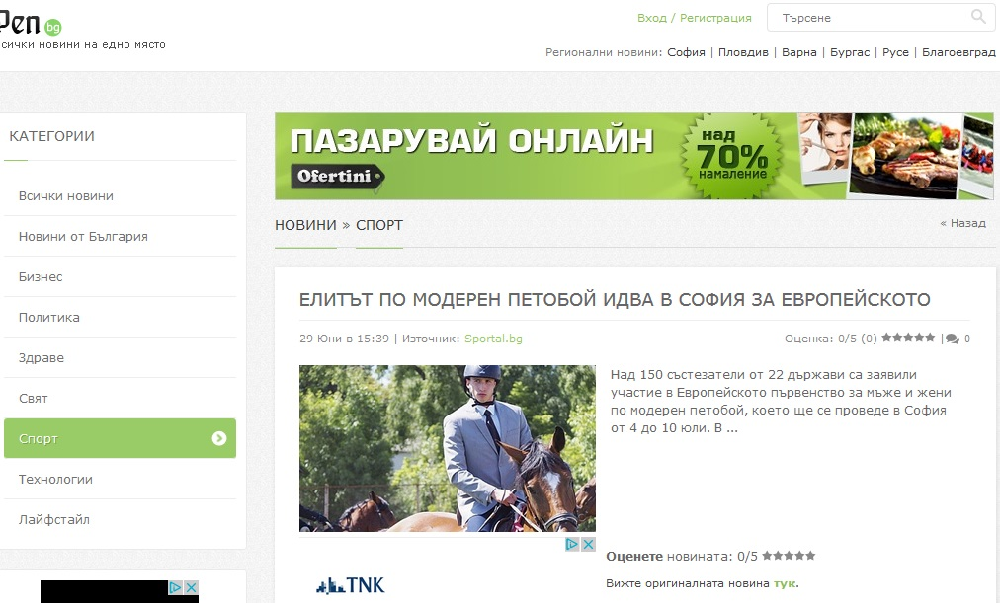 Pen bg
сички новини на едно място
Вход / Регистрация
Търсене
Регионални новини: София | Пловдив | Варна | Бургас | Русе | Благоевград
КАТЕГОРИИ
Всички новини
Новини от България
Бизнес
Политика
Здраве
Свят
Спорт
Технологии
Лайфстайл
ПАЗАРУВАЙ ОНЛАЙН
Ofertini
над
70%
намаление
НОВИНИ » СПОРТ
« Назад
ЕЛИТЪТ ПО МОДЕРЕН ПЕТОБОЙ ИДВА В СОФИЯ ЗА ЕВРОПЕЙСКОТО
29 Юни в 15:39 | Източник: Sportal.bg
Оценка: 0/5 (0) | 0
Над 150 състезатели от 22 държави са заявили
участие в Европейското първенство за мъже и жени
по модерен петобой, което ще се проведе в София
от 4 до 10 юли. В ...
TNK
Оценете новината: 0/5
Вижте оригиналната новина тук.